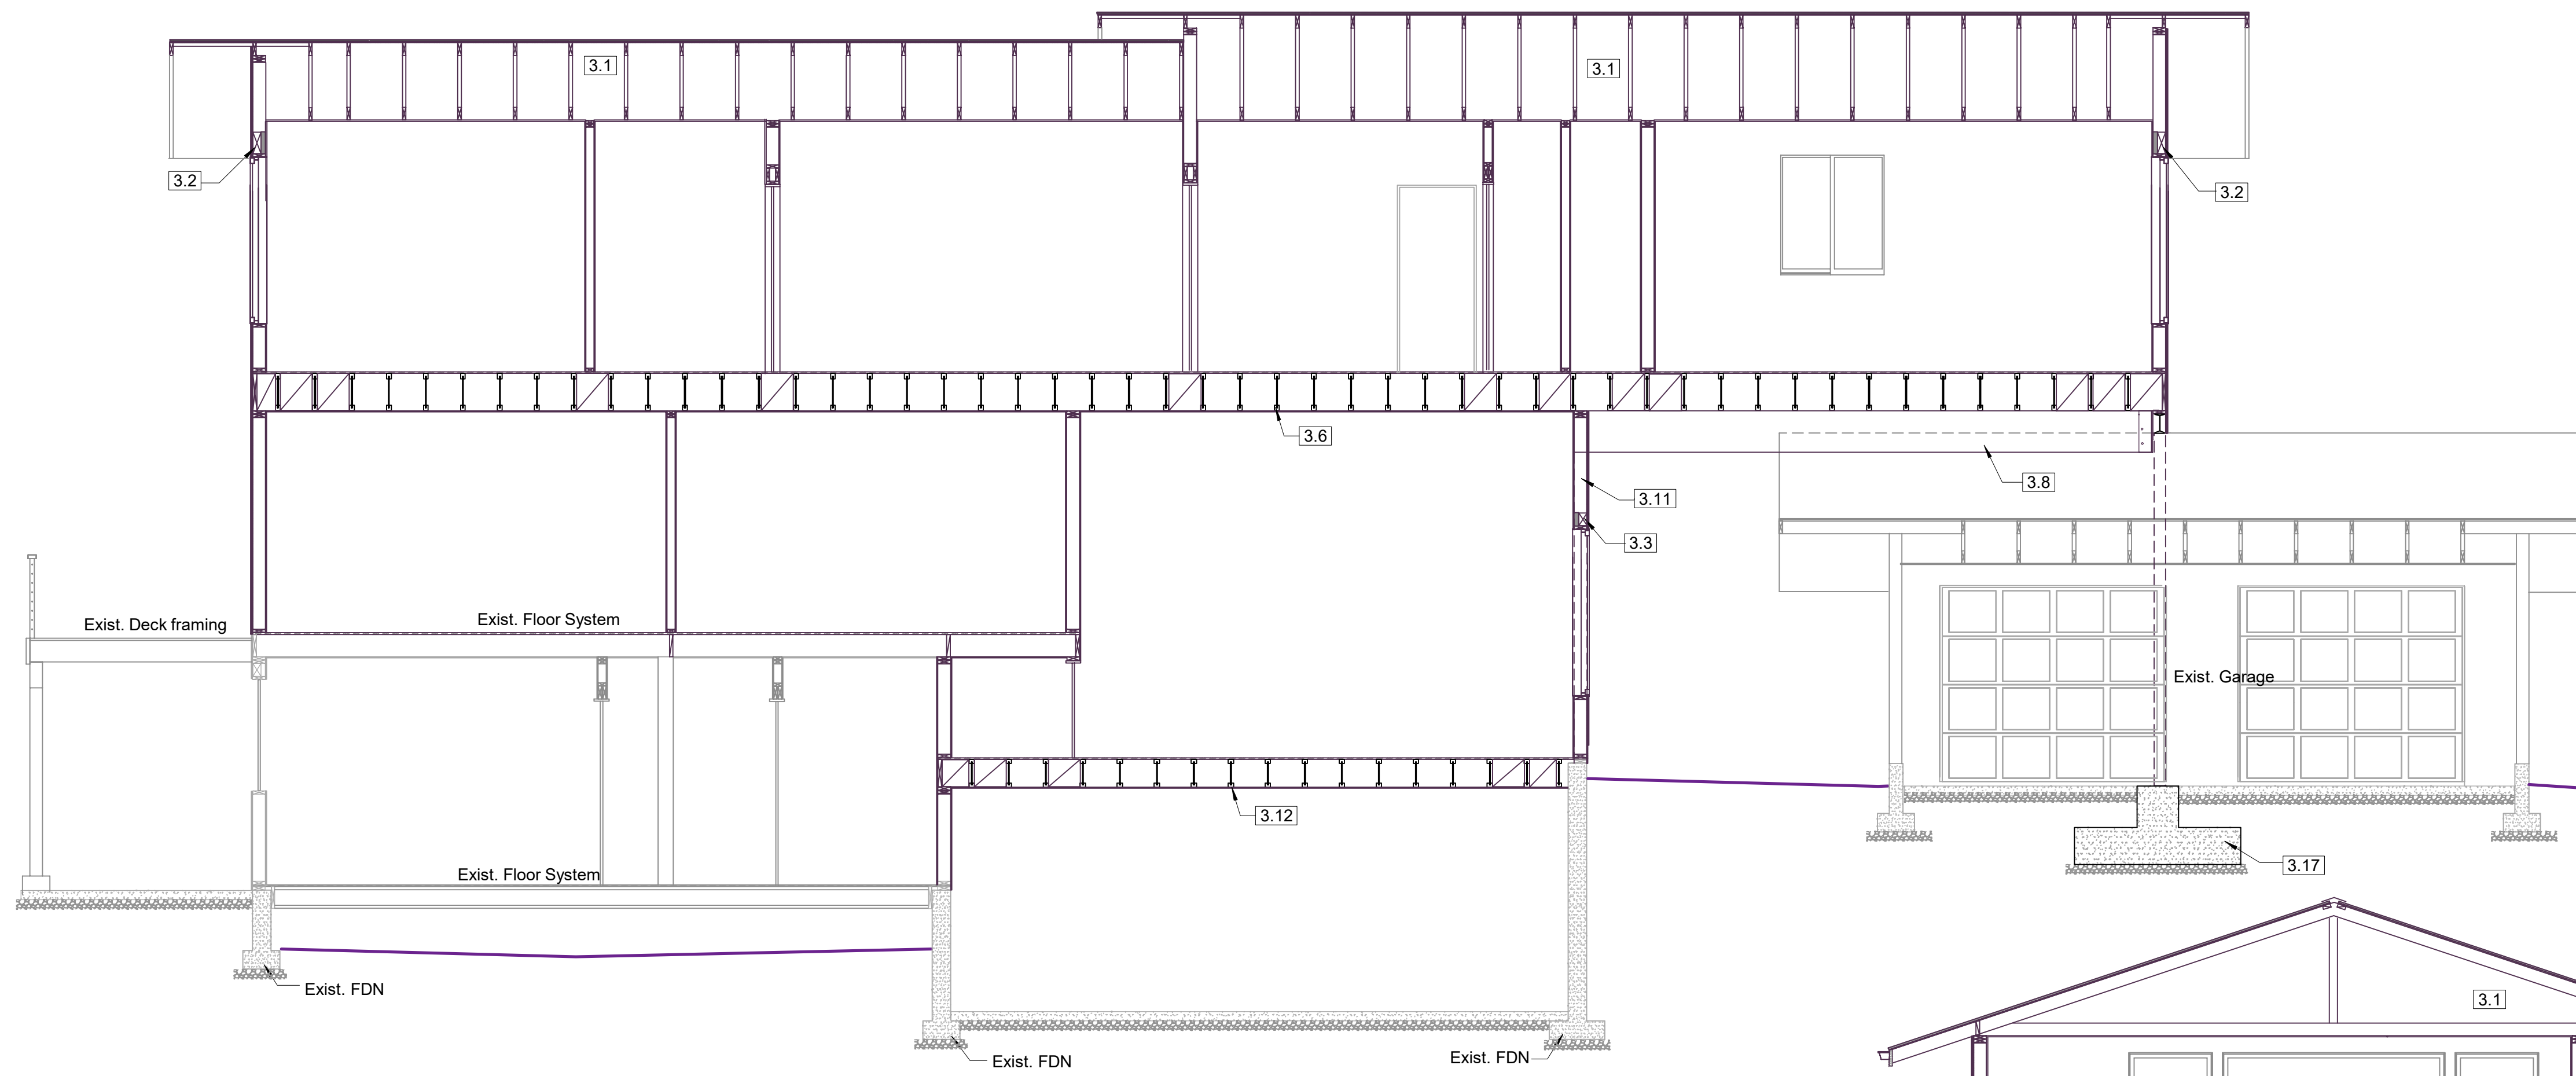 3.1
3.1
3.2
3.2
3.6
3.8
3.11
3.3
Exist. Deck framing
Exist. Floor System
Exist. Garage
3.12
3.17
Exist. Floor System
Exist. FDN
3.1
Exist. FDN
Exist. FDN